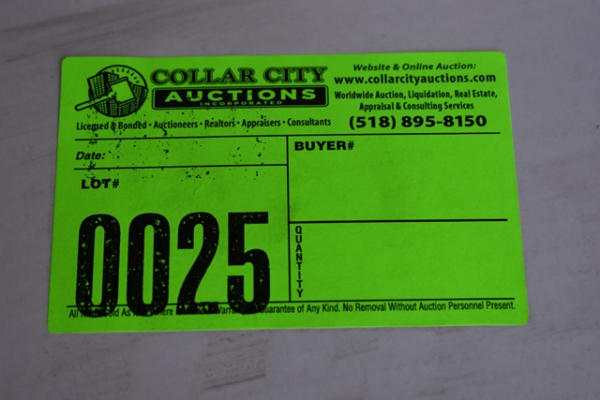 COLLAR CITY
AUCTIONS
INCORPORATED
Licensed & Bonded • Auctioneers • Realtors • Appraisers • Consultants
Website & Online Auction:
www.collarcityauctions.com
Worldwide Auction, Liquidation, Real Estate,
Appraisal & Consulting Services
(518) 895-8150
Date:
LOT#
0025
BUYER#
QUANTITY
All As Guarantee of Any Kind. No Removal Without Auction Personnel Present.